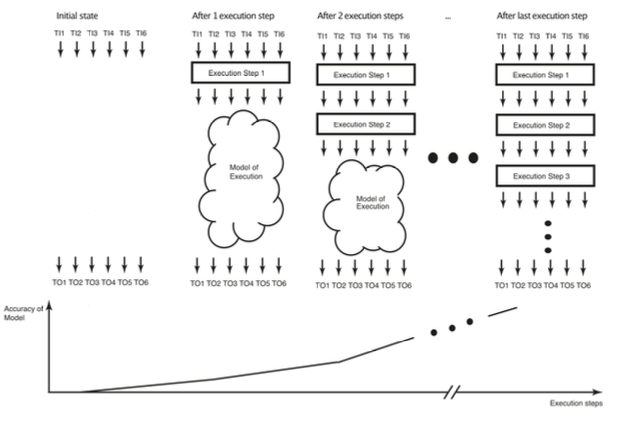 Initial state
After 1 execution step
After 2 execution steps
...
After last execution step
TI1 TI2 TI3 TI4 TI5 TI6
TI1 TI2 TI3 TI4 TI5 TI6
TI1 TI2 TI3 TI4 TI5 TI6
TI1 TI2 TI3 TI4 TI5 TI6
Execution Step 1
Execution Step 1
Execution Step 1
Execution Step 2
Execution Step 2
Model of
Execution
Execution Step 3
Model of
Execution
TO1 TO2 TO3 TO4 TO5 TO6
TO1 TO2 TO3 TO4 TO5 TO6
TO1 TO2 TO3 TO4 TO5 TO6
TO1 TO2 TO3 TO4 TO5 TO6
Accuracy of
Model
Execution steps